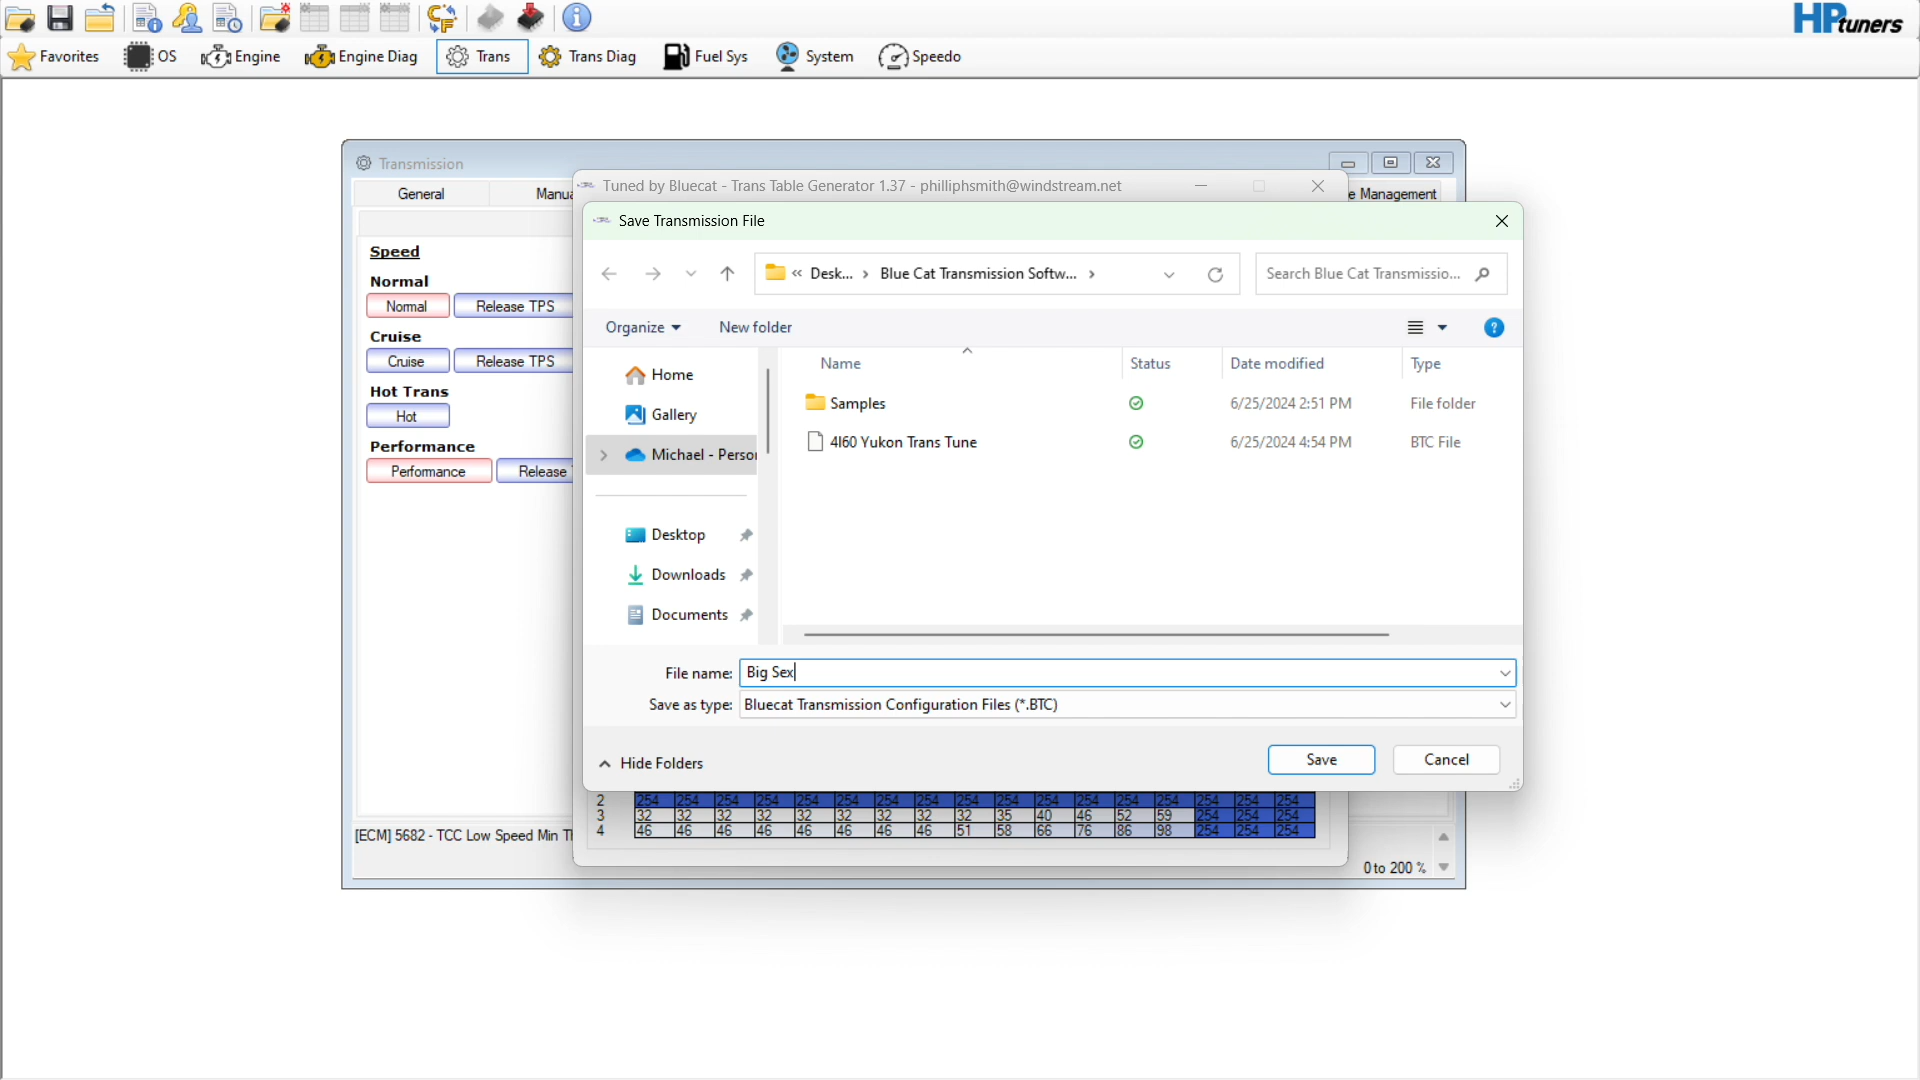 HPtuners
Favorites OS Engine Engine Diag Trans Trans Diag Fuel Sys System Speedo
Transmission
General Manua e Management
Tuned by Bluecat - Trans Table Generator 1.37 - philliphsmith@windstream.net
Save Transmission File
Speed
Normal
Normal Release TPS
Cruise
Cruise Release TPS
Hot Trans
Hot
Performance
Performance Release
« Desk... › Blue Cat Transmission Softw... ›
Search Blue Cat Transmissio...
Organize New folder
Home
Gallery
Michael - Person
Desktop
Downloads
Documents
Name Status Date modified Type
Samples 6/25/2024 2:51 PM File folder
4l60 Yukon Trans Tune 6/25/2024 4:54 PM BTC File
File name: Big Sex
Save as type: Bluecat Transmission Configuration Files (*.BTC)
Hide Folders Save Cancel
2 254 254 254 254 254 254 254 254 254 254 254 254 254 254 254 254 254
3 32 32 32 32 32 32 32 32 32 35 40 46 52 59 254 254 254
4 46 46 46 46 46 46 46 46 51 58 66 76 86 98 254 254 254
[ECM] 5682 - TCC Low Speed Min Th
0 to 200 %